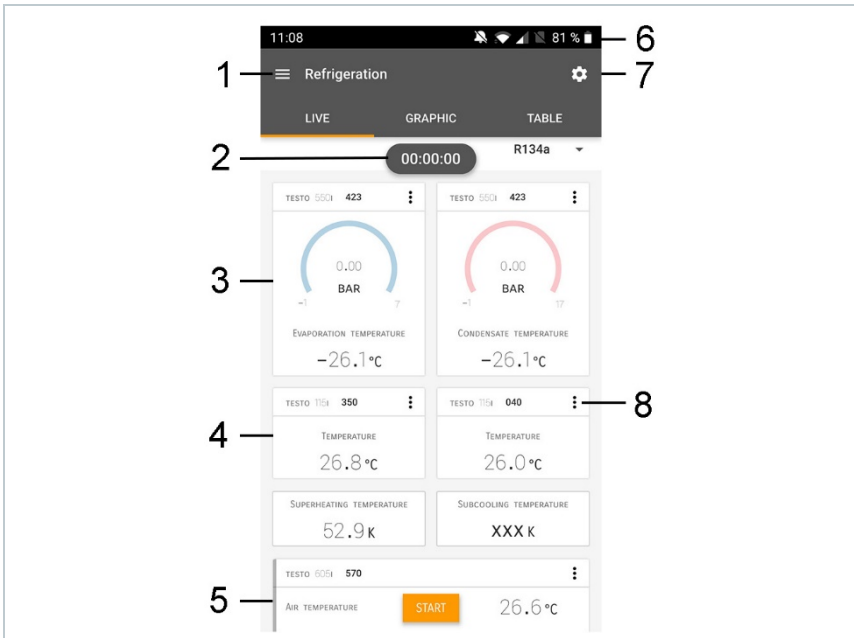 11:08 81 % 6
1 Refrigeration 7
LIVE GRAPHIC TABLE
2 00:00:00 R134a
TESTO 550i 423 TESTO 550i 423
3 0.00 0.00
BAR BAR
-1 7 -1 17
EVAPORATION TEMPERATURE CONDENSATE TEMPERATURE
-26.1°C -26.1°C
TESTO 115i 350 TESTO 115i 040 8
4 TEMPERATURE TEMPERATURE
26.8°C 26.0°C
SUPERHEATING TEMPERATURE SUBCOOLING TEMPERATURE
52.9 K XXX K
TESTO 605i 570
5 AIR TEMPERATURE START 26.6°C